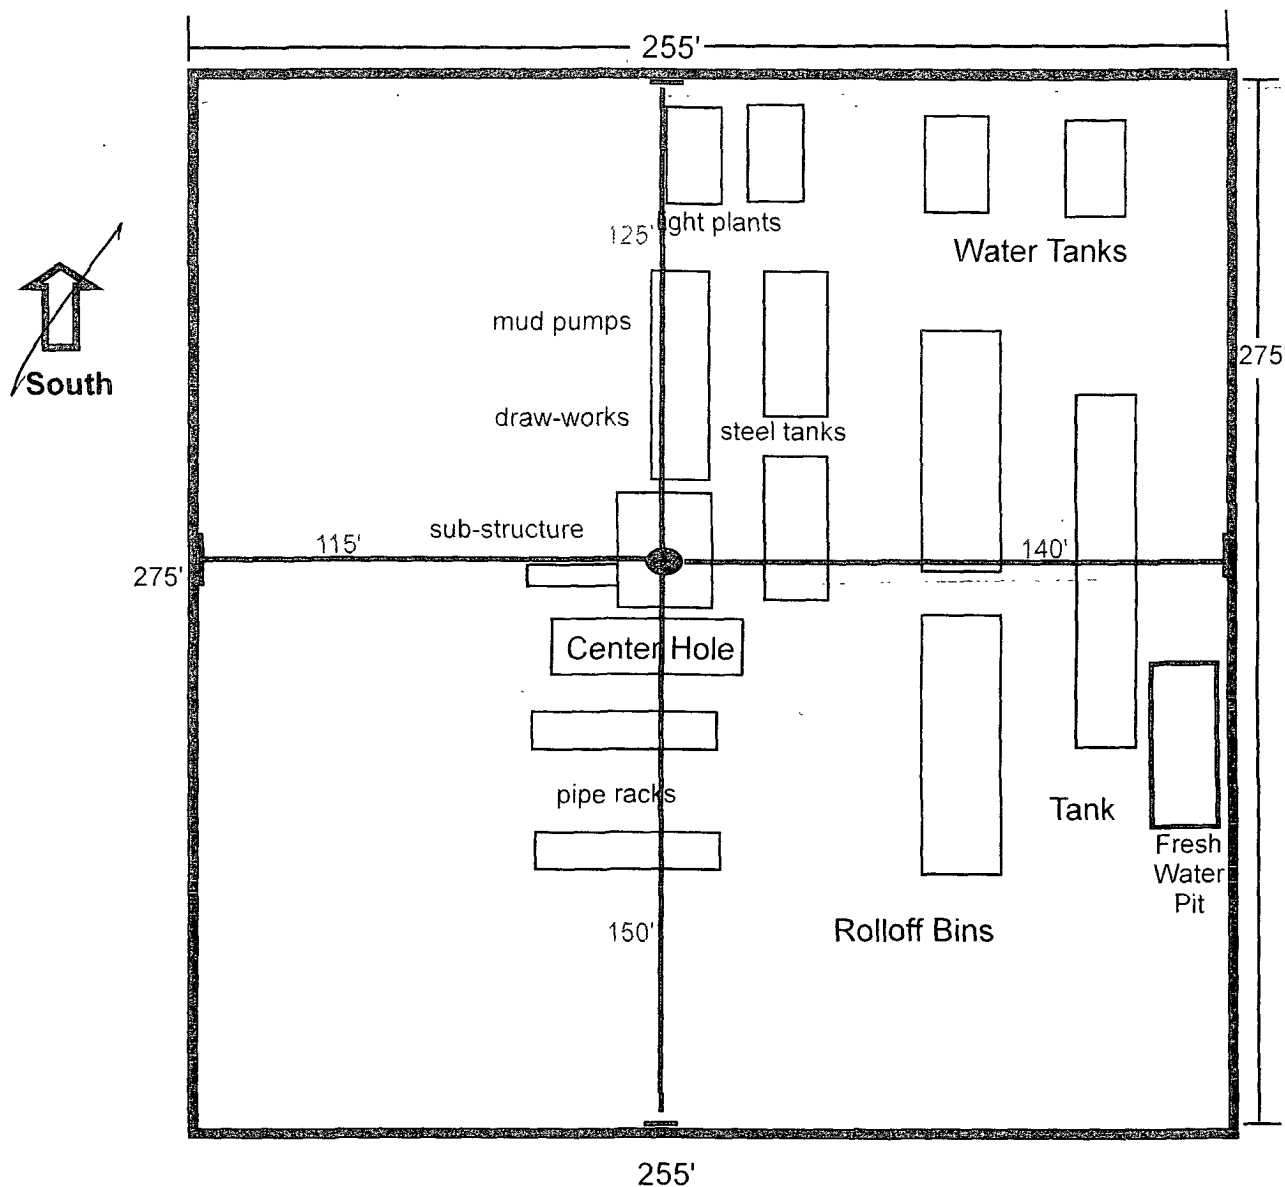 255'
ght plants
125'
Water Tanks
mud pumps
275
South
draw-works
steel tanks
sub-structure
115'
140'
275'
Center Hole
pipe racks
Tank
Fresh
Water
Pit
150'
Rolloff Bins
255'